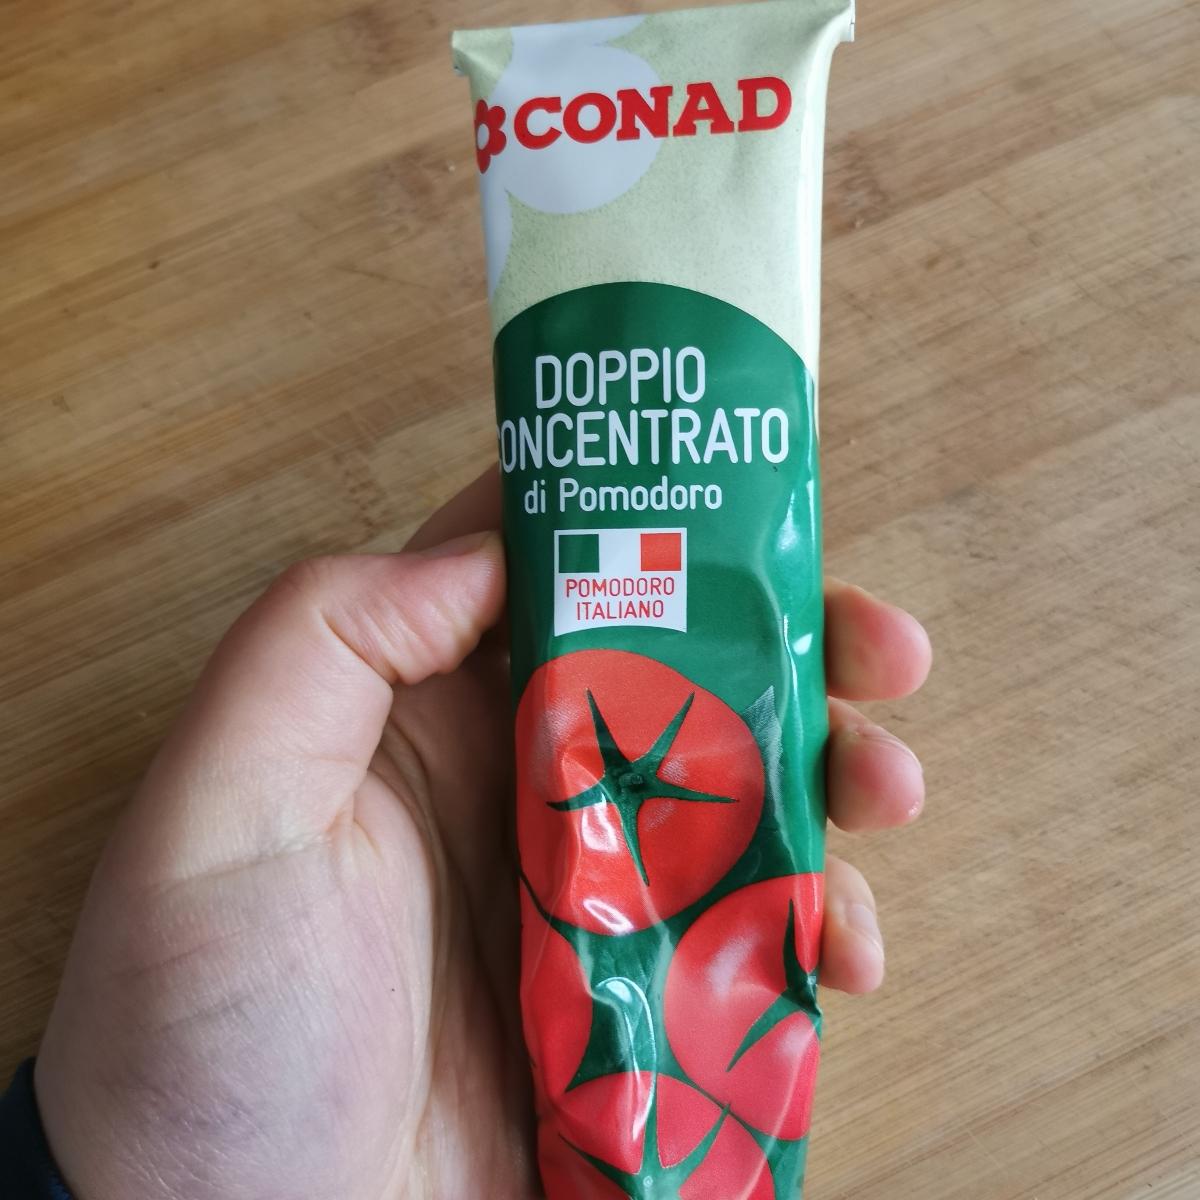 CONAD
DOPPIO
CONCENTRATO
di Pomodoro
POMODORO
ITALIANO